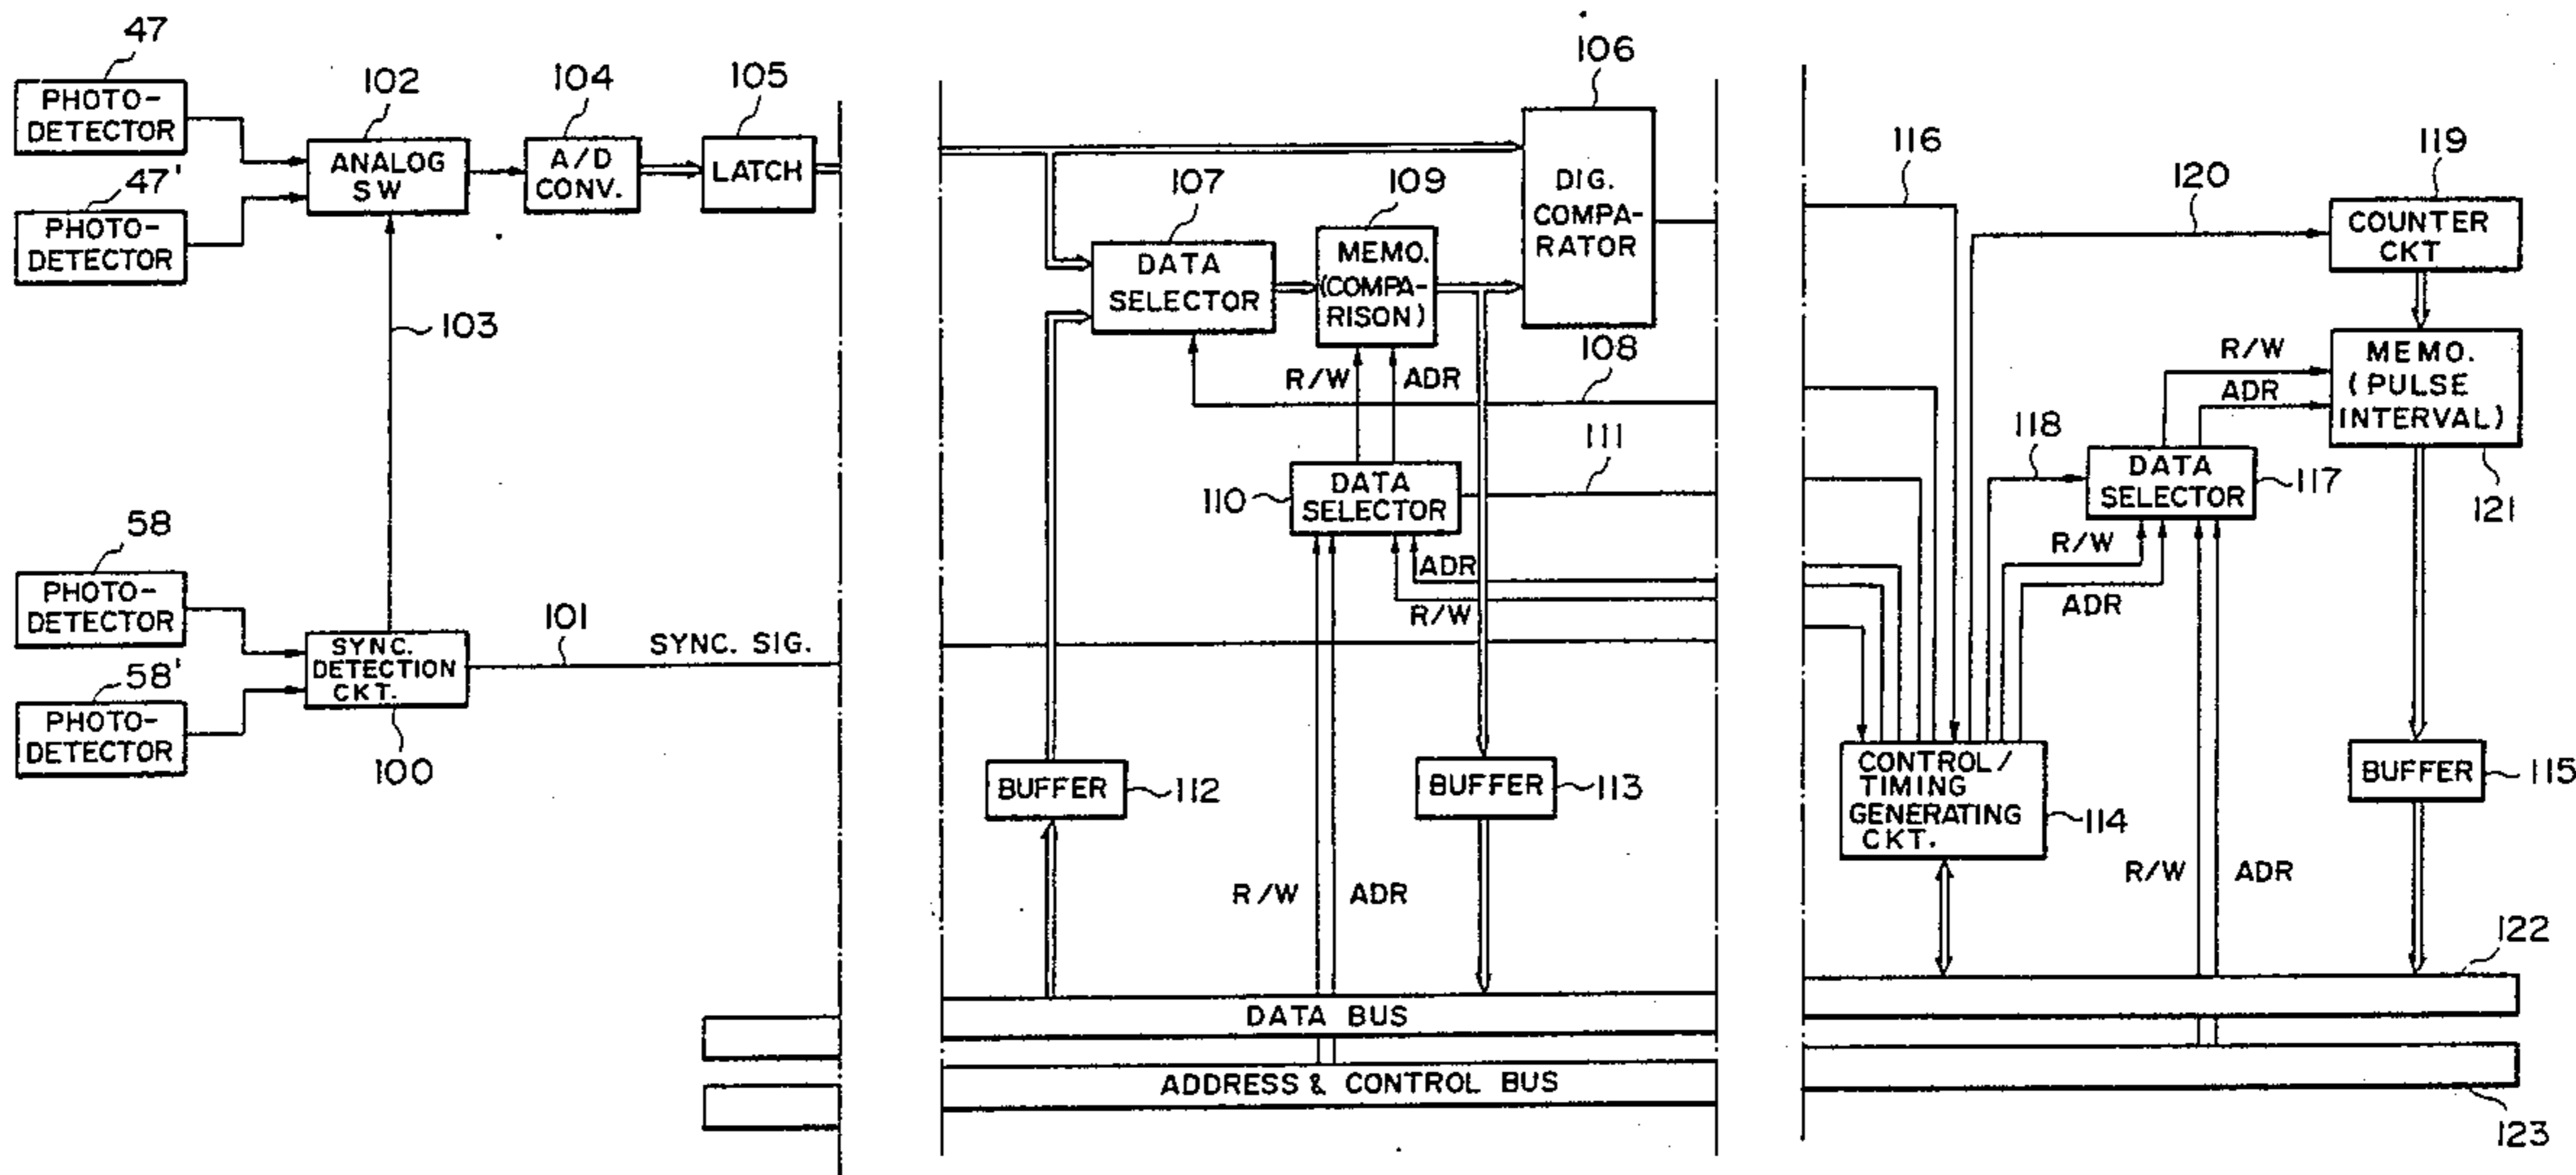 47
PHOTO-
DETECTOR
47'
PHOTO-
DETECTOR
102
ANALOG
SW
104
A/D
CONV.
105
LATCH
103
58
PHOTO-
DETECTOR
58'
PHOTO-
DETECTOR
SYNC.
DETECTION
CKT.
100
101
SYNC. SIG.
106
DIG.
COMPA-
RATOR
107
DATA
SELECTOR
109
MEMO.
(COMPA-
RISON)
R/W
ADR
108
111
110
DATA
SELECTOR
ADR
R/W
BUFFER
112
BUFFER
113
R/W
ADR
DATA BUS
ADDRESS & CONTROL BUS
116
120
119
COUNTER
CKT
R/W
ADR
MEMO.
(PULSE
INTERVAL)
121
118
DATA
SELECTOR
117
R/W
ADR
CONTROL/
TIMING
GENERATING
CKT.
114
BUFFER
115
R/W
ADR
122
123